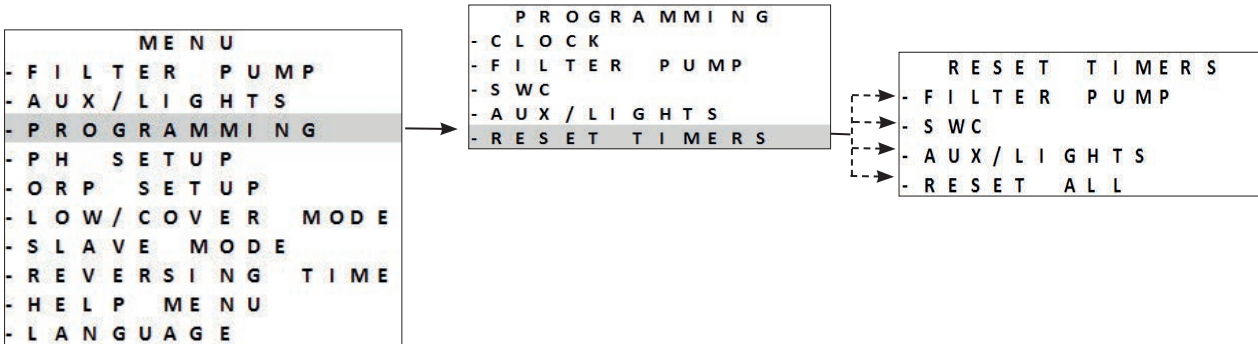 MENU
- FILTER PUMP
- AUX/LIGHTS
- PROGRAMMING
- PH SETUP
- ORP SETUP
- LOW/COVER MODE
- SLAVE MODE
- REVERSING TIME
- HELP MENU
- LANGUAGE
PROGRAMMING
- CLOCK
- FILTER PUMP
- SWC
- AUX/LIGHTS
- RESET TIMERS
RESET TIMERS
- FILTER PUMP
- SWC
- AUX/LIGHTS
- RESET ALL